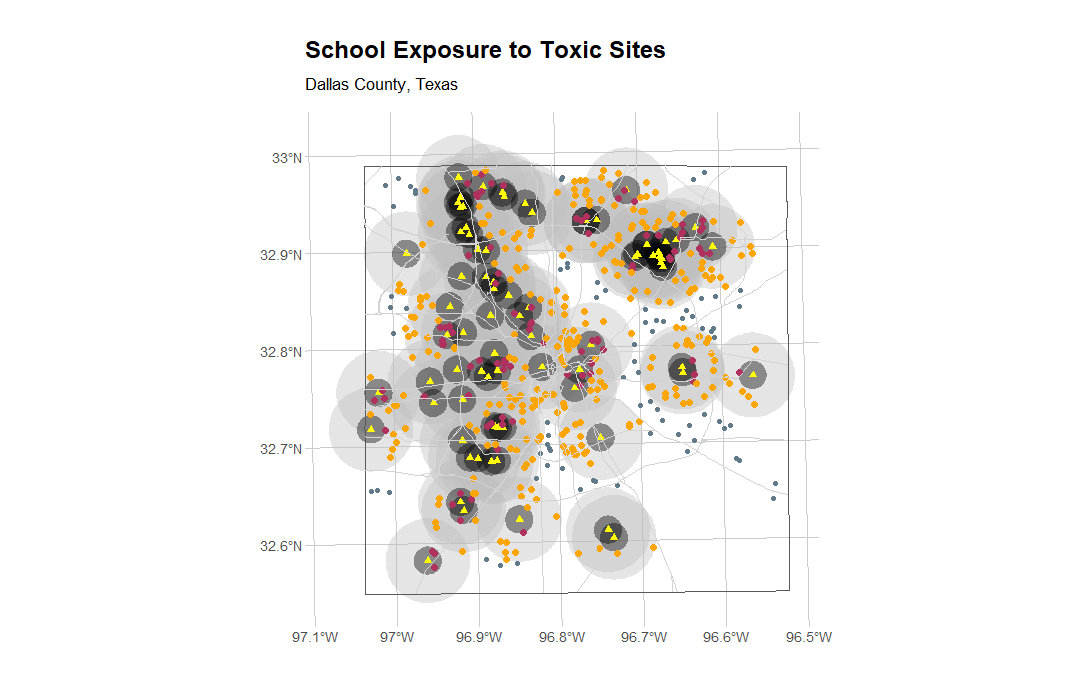 School Exposure to Toxic Sites
Dallas County, Texas
33°N
32.9°N
32.8°N
32.7°N
32.6°N
97.1°W
97°W
96.9°W
96.8°W
96.7°W
96.6°W
96.5°W